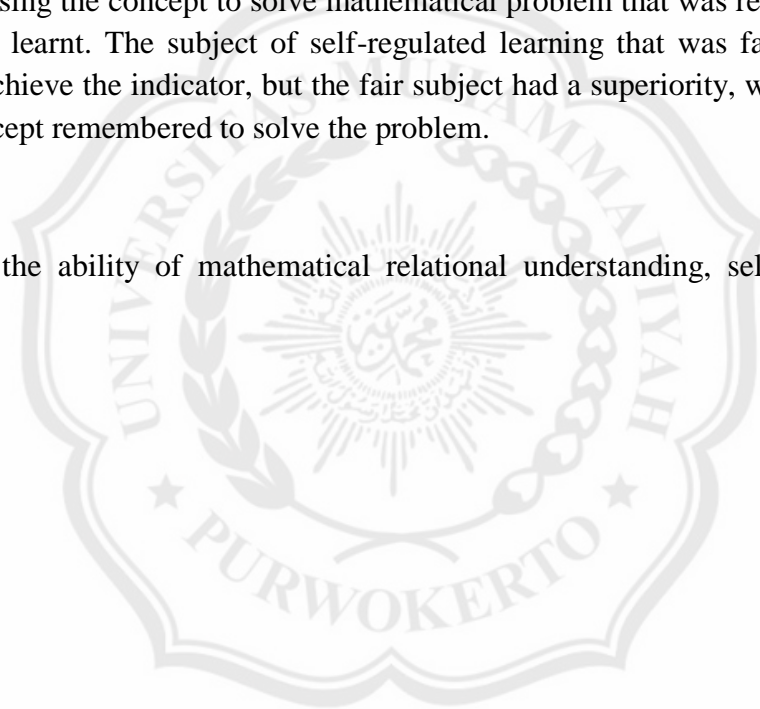 sing the concept to solve mathematical problem that was re
learnt. The subject of self-regulated learning that was fa
chieve the indicator, but the fair subject had a superiority, w
cept remembered to solve the problem.
the ability of mathematical relational understanding, sel
UNIVERSITAS MUHAMMADIYAH
PURWOKERTO